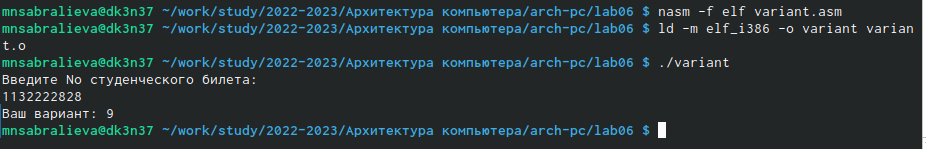 mnsabralieva@dk3n37 ~/work/study/2022-2023/Архитектура компьютера/arch-pc/lab06 $ nasm -f elf variant.asm
mnsabralieva@dk3n37 ~/work/study/2022-2023/Архитектура компьютера/arch-pc/lab06 $ ld -m elf_i386 -o variant varian
t.o
mnsabralieva@dk3n37 ~/work/study/2022-2023/Архитектура компьютера/arch-pc/lab06 $ ./variant
Введите No студенческого билета:
1132222828
Ваш вариант: 9
mnsabralieva@dk3n37 ~/work/study/2022-2023/Архитектура компьютера/arch-pc/lab06 $